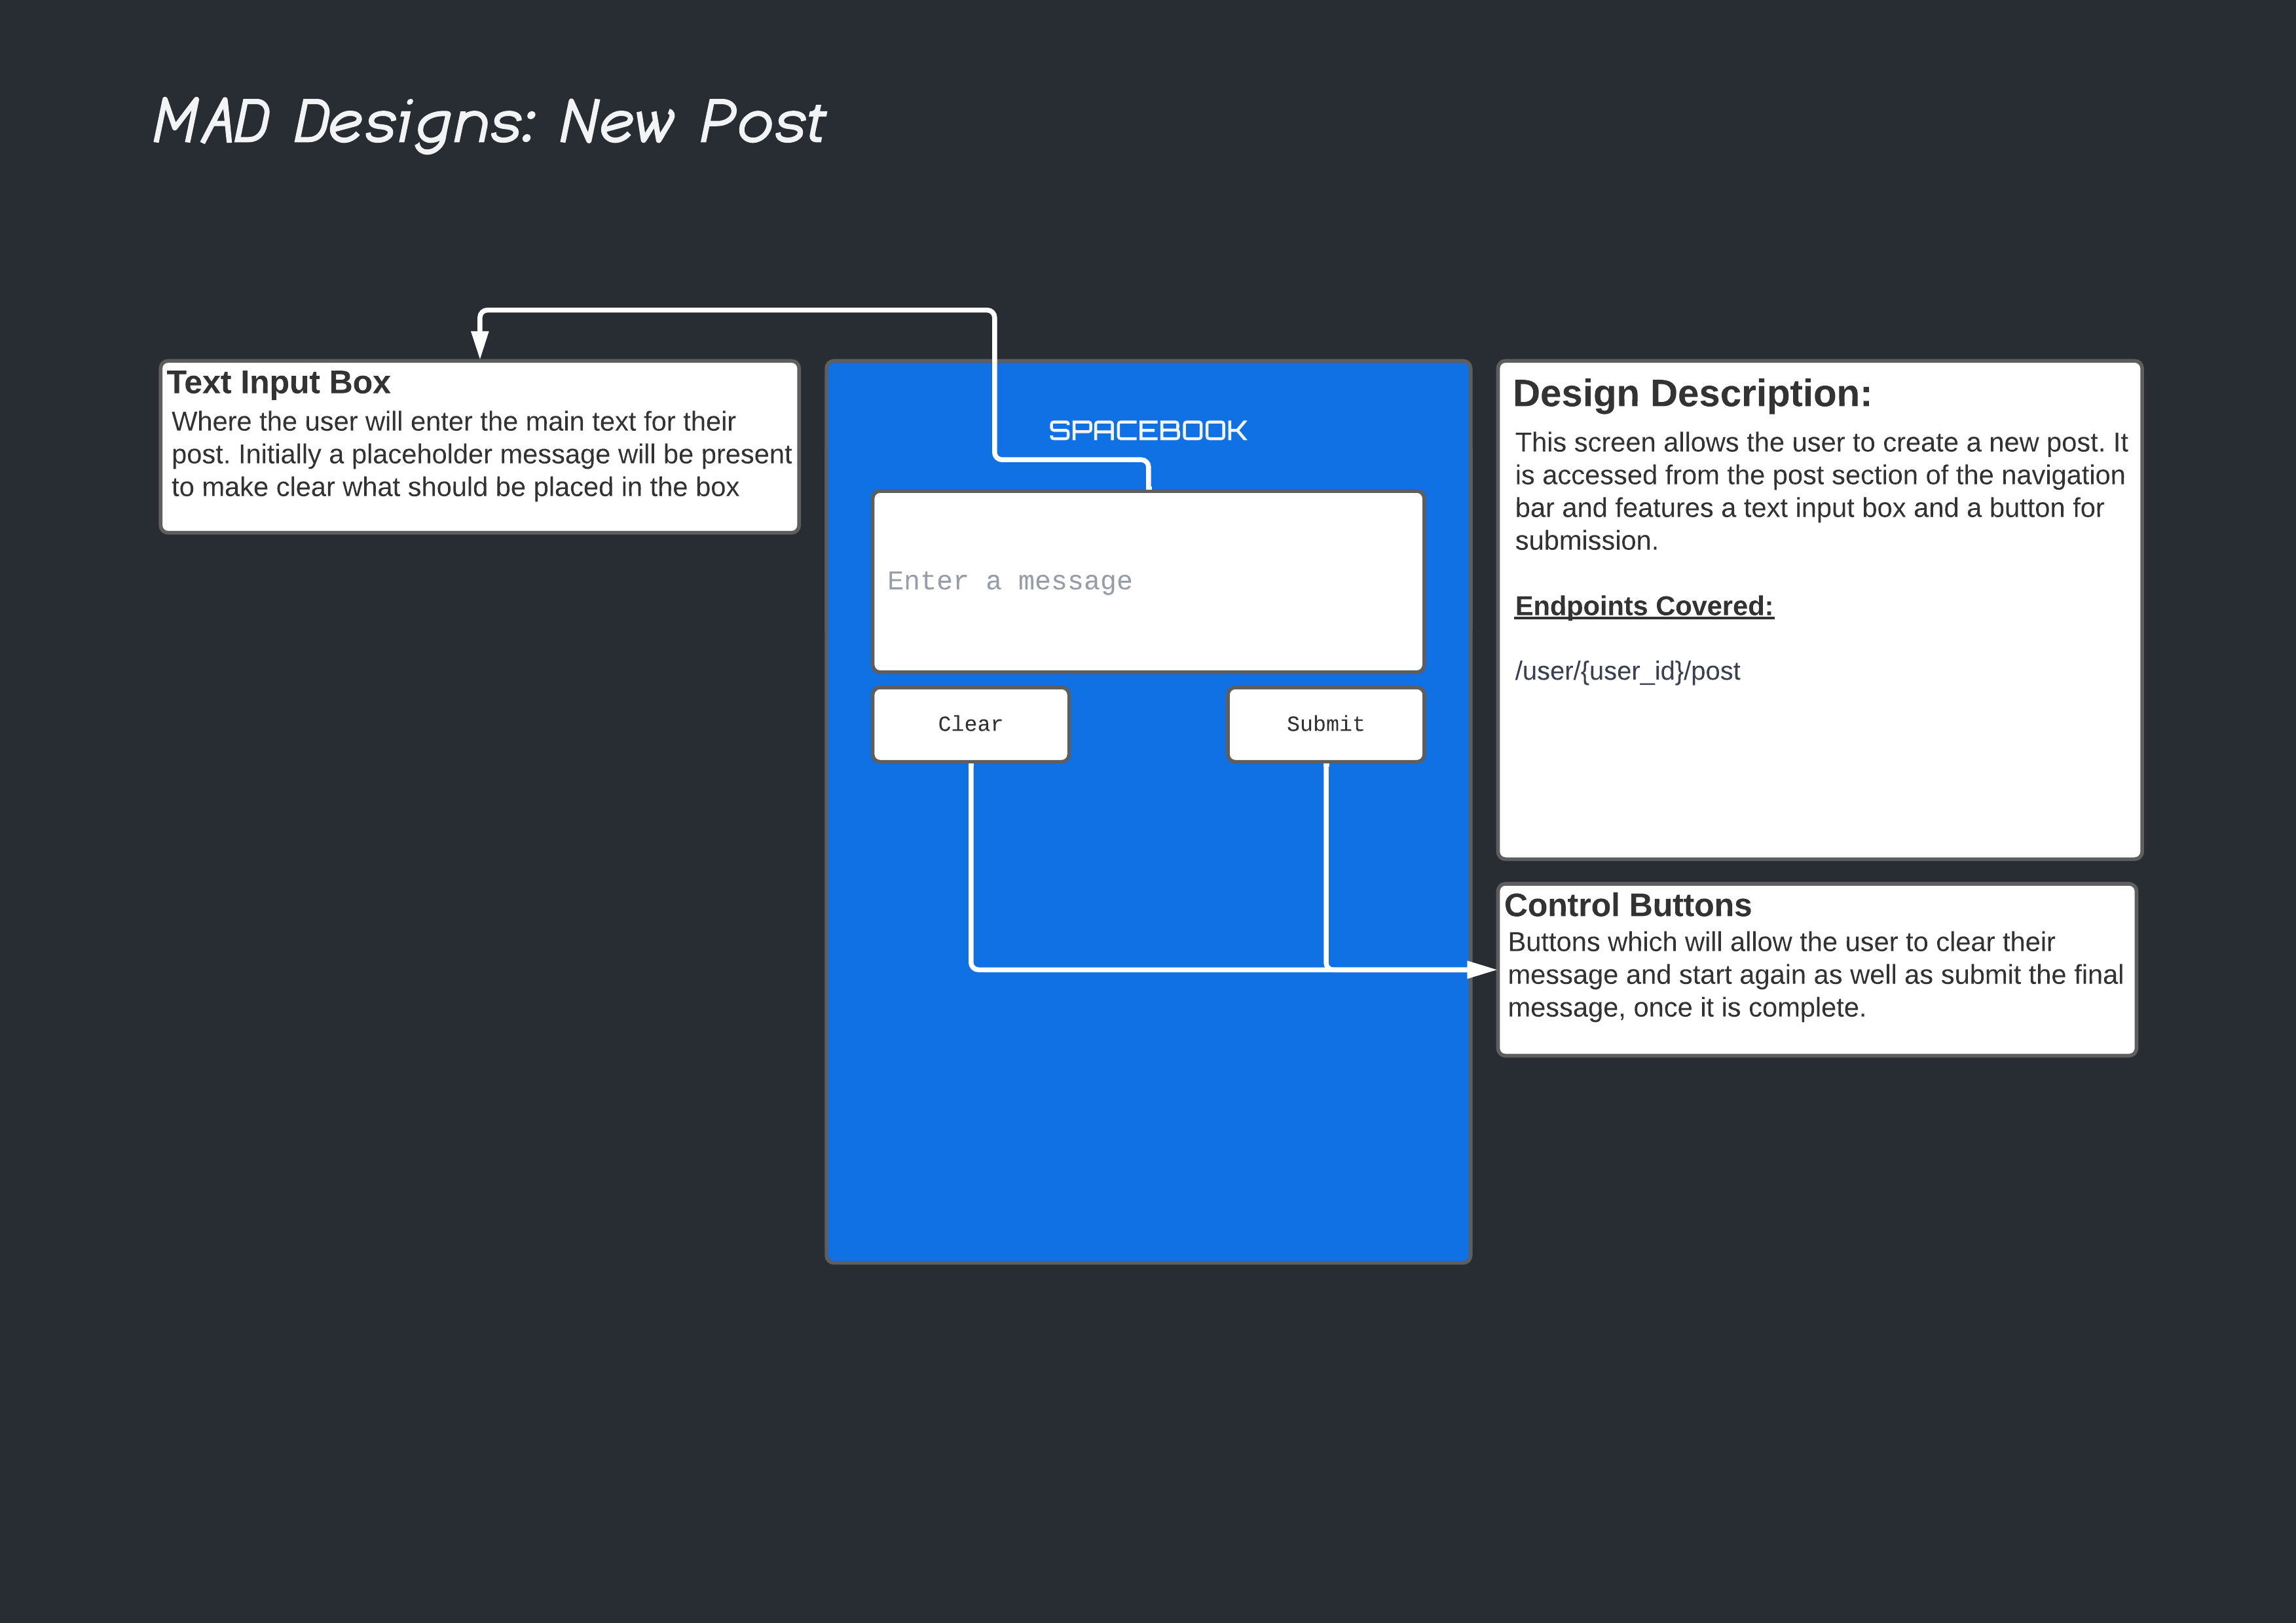 MAD Designs: New Post
Text Input Box
Where the user will enter the main text for their
post. Initially a placeholder message will be present
to make clear what should be placed in the box
SPACEBOOK
Enter a message
Clear
Submit
Design Description:
This screen allows the user to create a new post. It
is accessed from the post section of the navigation
bar and features a text input box and a button for
submission.
Endpoints Covered:
/user/{user_id}/post
Control Buttons
Buttons which will allow the user to clear their
message and start again as well as submit the final
message, once it is complete.